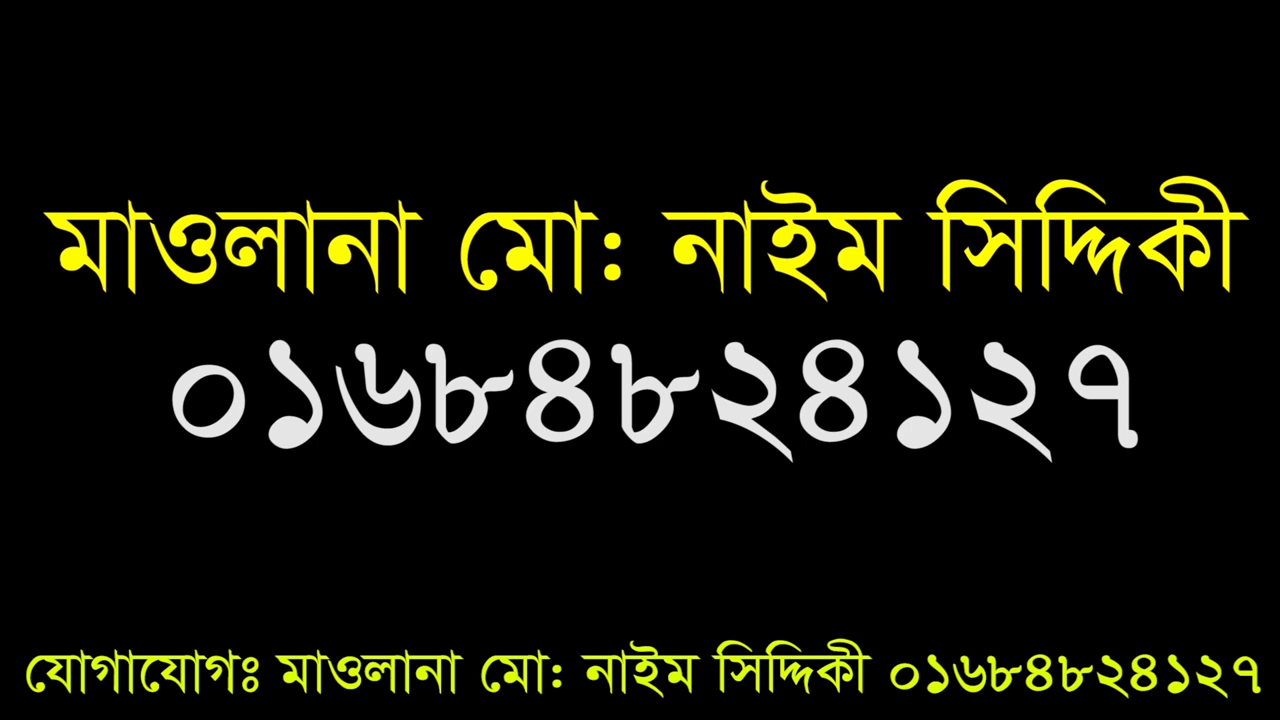 মাওলানা মো: নাইম সিদ্দিকী
০১৬৮৪৮২৪১২৭
যোগাযোগঃ মাওলানা মো: নাইম সিদ্দিকী ০১৬৮৪৮২৪১২৭